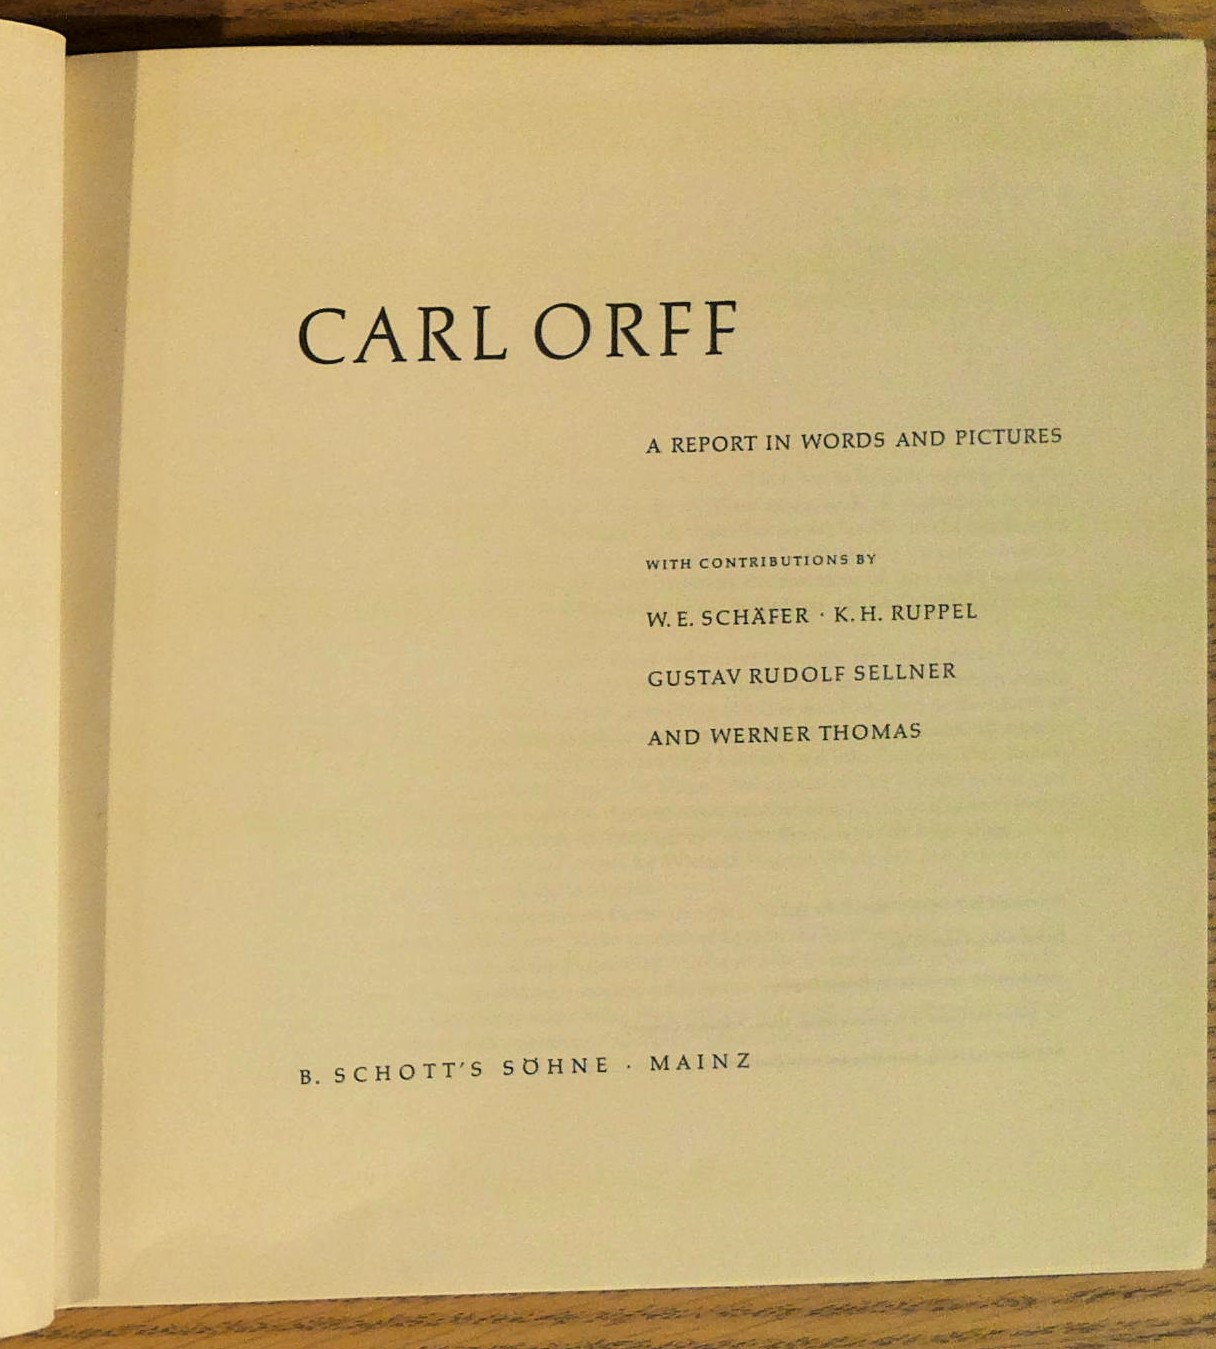 CARL ORFF
A REPORT IN WORDS AND PICTURES
WITH CONTRIBUTIONS BY
W. E. SCHÄFER · K. H. RUPPEL
GUSTAV RUDOLF SELLNER
AND WERNER THOMAS
B. SCHOTT'S SÖHNE · MAINZ